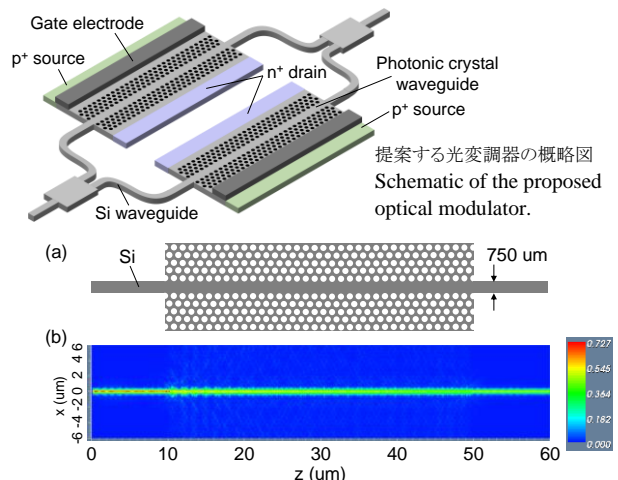 Gate electrode
p+ source
n+ drain
Photonic crystal
waveguide
p+ source
Si waveguide
提案する光変調器の概略図
Schematic of the proposed
optical modulator.
(a)
Si
750 um
(b)
x (um)
-6 -4 -2 0 2 4 6
0 10 20 30 40 50 60
z (um)
0.727
0.545
0.364
0.182
0.000